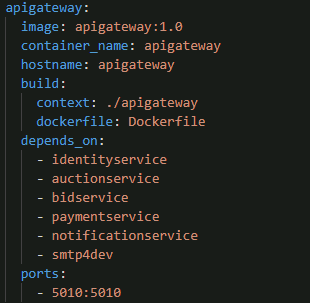 apigateway:
  image: apigateway:1.0
  container_name: apigateway
  hostname: apigateway
  build:
    context: ./apigateway
    dockerfile: Dockerfile
  depends_on:
    - identityservice
    - auctionservice
    - bidservice
    - paymentservice
    - notificationservice
    - smtp4dev
  ports:
    - 5010:5010